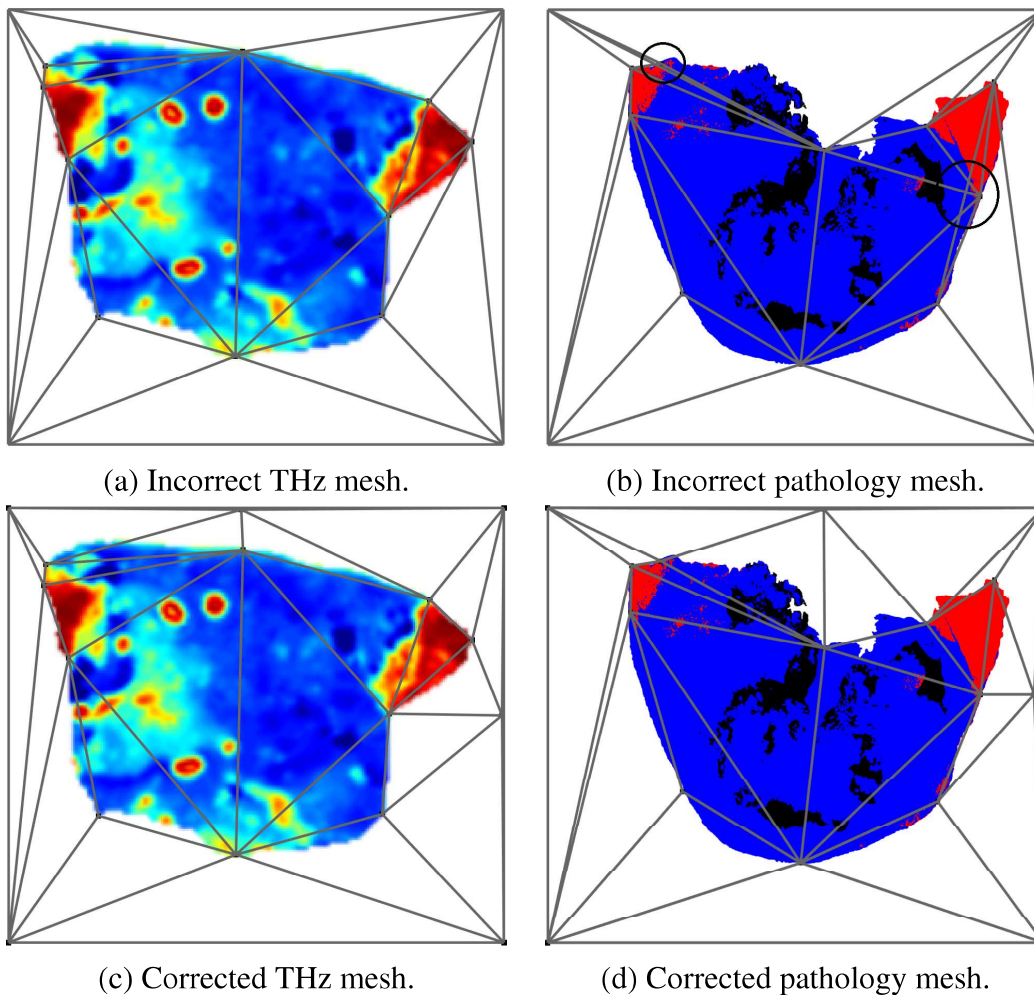 (a) Incorrect THz mesh.
(b) Incorrect pathology mesh.
(c) Corrected THz mesh.
(d) Corrected pathology mesh.